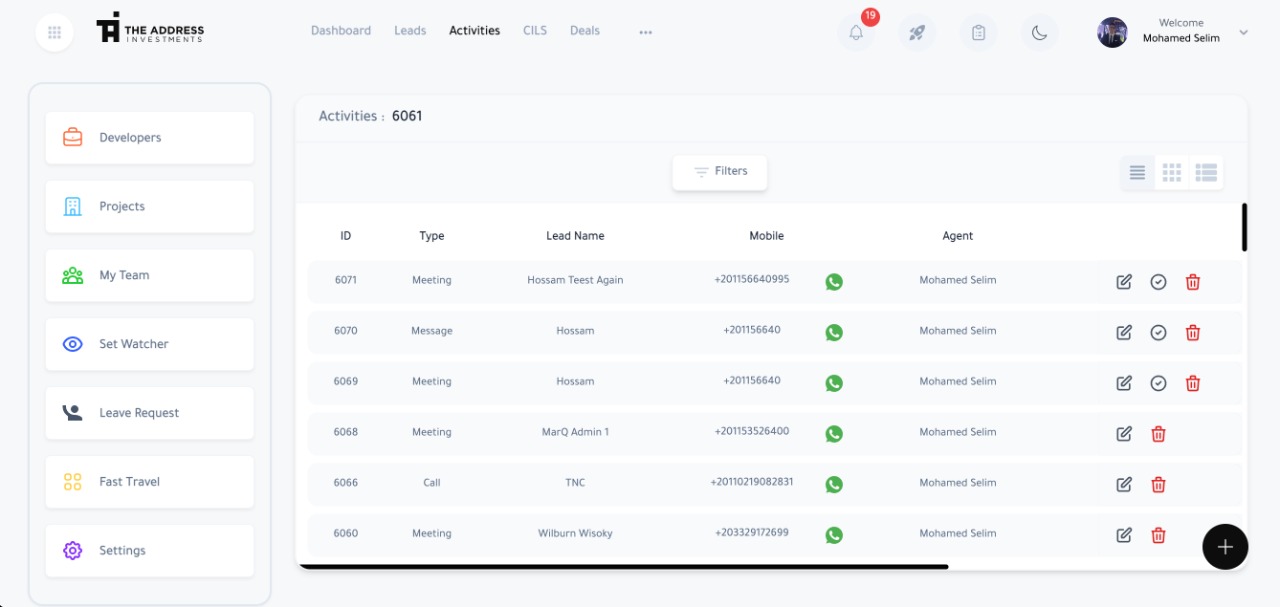 THE ADDRESS
INVESTMENTS
Dashboard
Leads
Activities
CILS
Deals
19
Welcome
Mohamed Selim
Developers
Projects
My Team
Set Watcher
Leave Request
Fast Travel
Settings
Activities : 6061
Filters
ID Type Lead Name Mobile Agent
6071 Meeting Hossam Teest Again +201156640995 Mohamed Selim
6070 Message Hossam +201156640 Mohamed Selim
6069 Meeting Hossam +201156640 Mohamed Selim
6068 Meeting MarQ Admin 1 +201153526400 Mohamed Selim
6066 Call TNC +20110219082831 Mohamed Selim
6060 Meeting Wilburn Wisoky +203329172699 Mohamed Selim